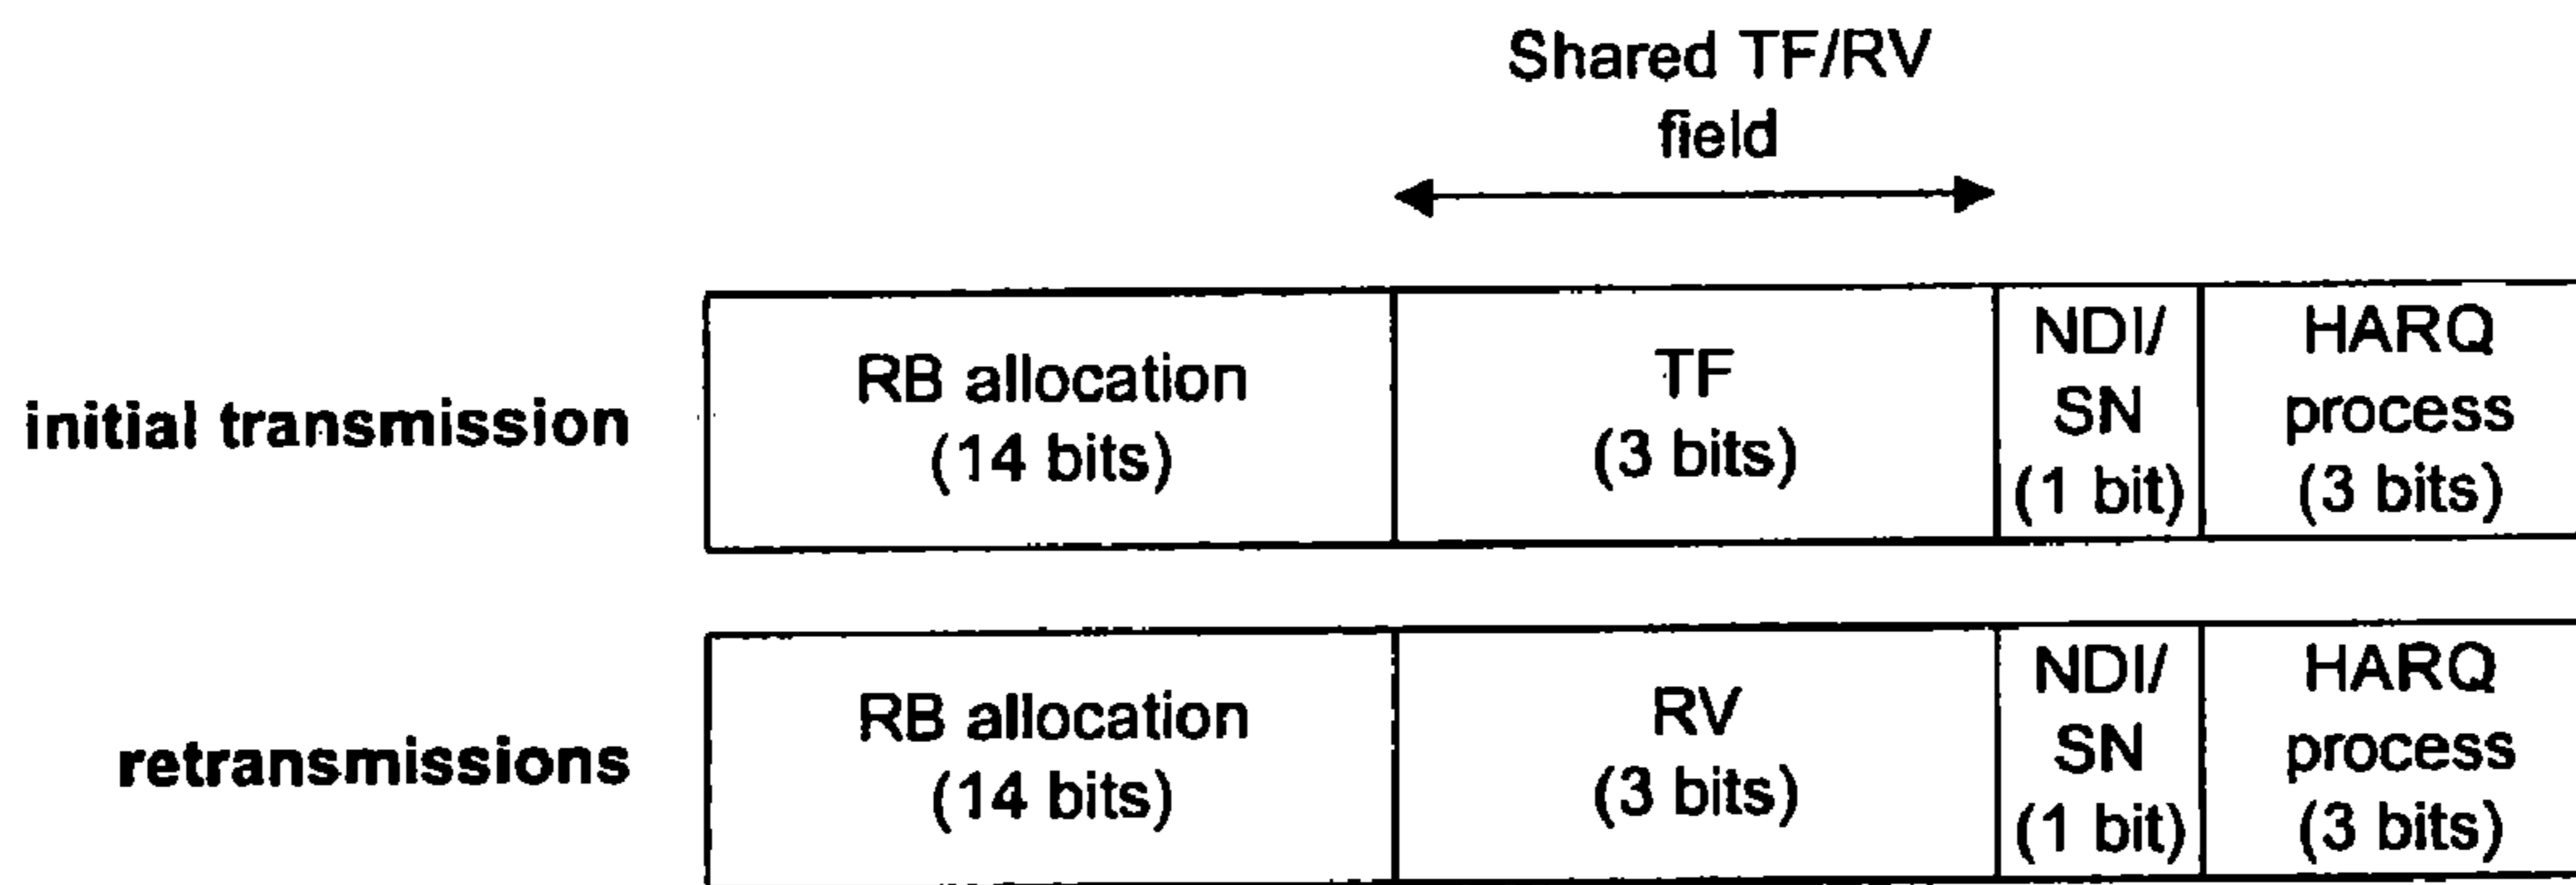 Shared TF/RV
field
initial transmission
RB allocation
(14 bits)
TF
(3 bits)
NDI/
SN
(1 bit)
HARQ
process
(3 bits)
retransmissions
RB allocation
(14 bits)
RV
(3 bits)
NDI/
SN
(1 bit)
HARQ
process
(3 bits)